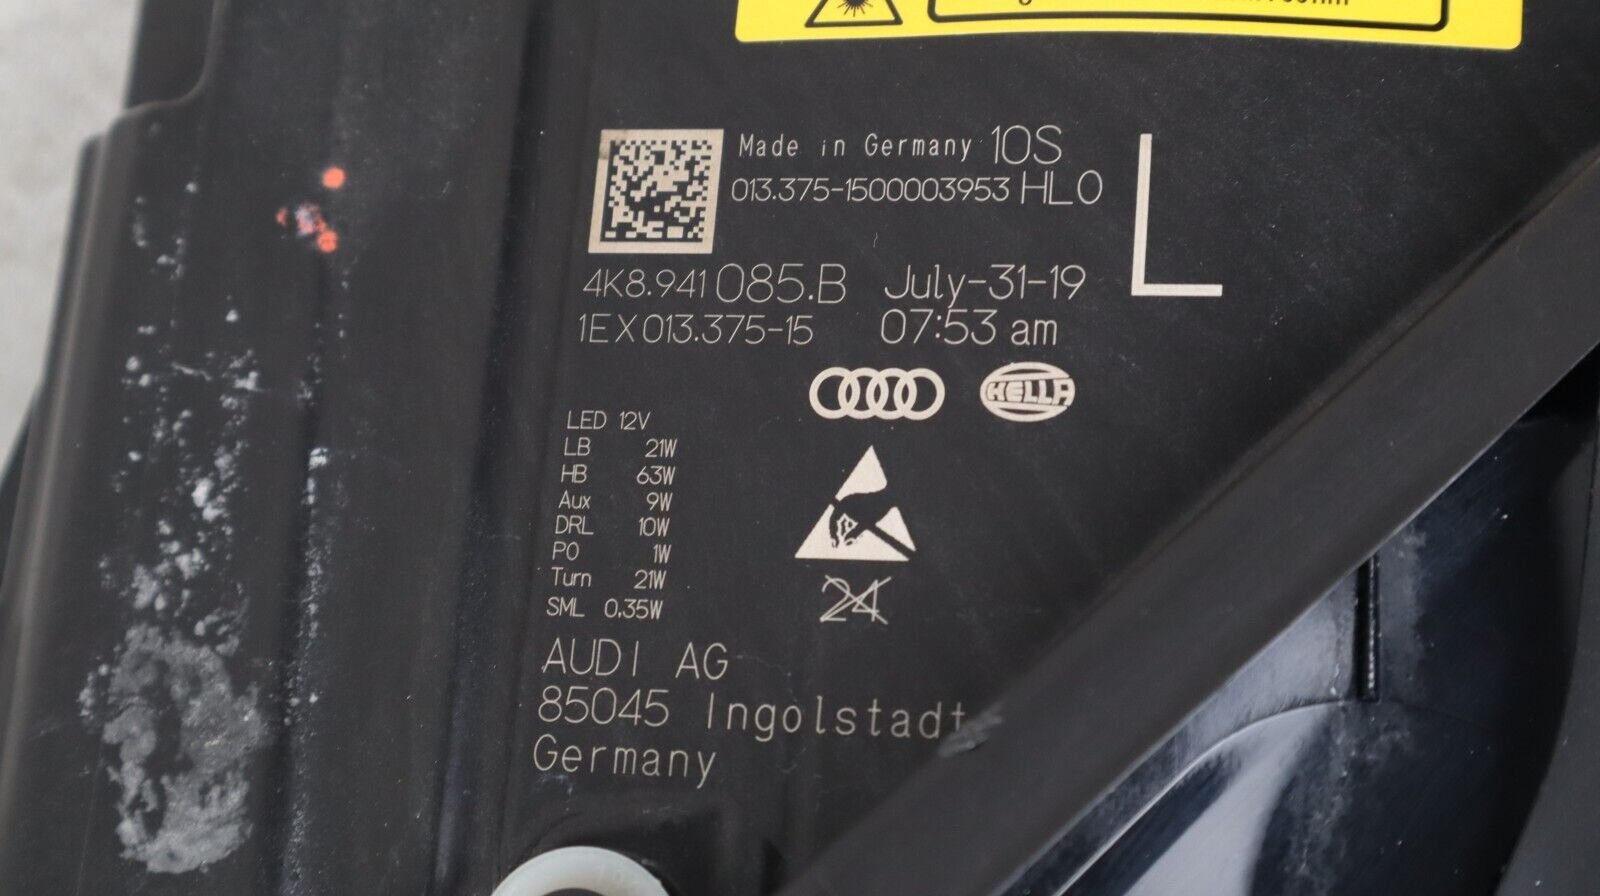 Made in Germany 10S
013.375-1500003953 HL0
L
4K8.941 085.B July-31-19
1EX 013.375-15 07:53 am
HELLA
LED 12V
LB 21W
HB 63W
Aux 9W
DRL 10W
PO 1W
Turn 21W
SML 0,35W
24
AUDI AG
85045 Ingolstadt
Germany